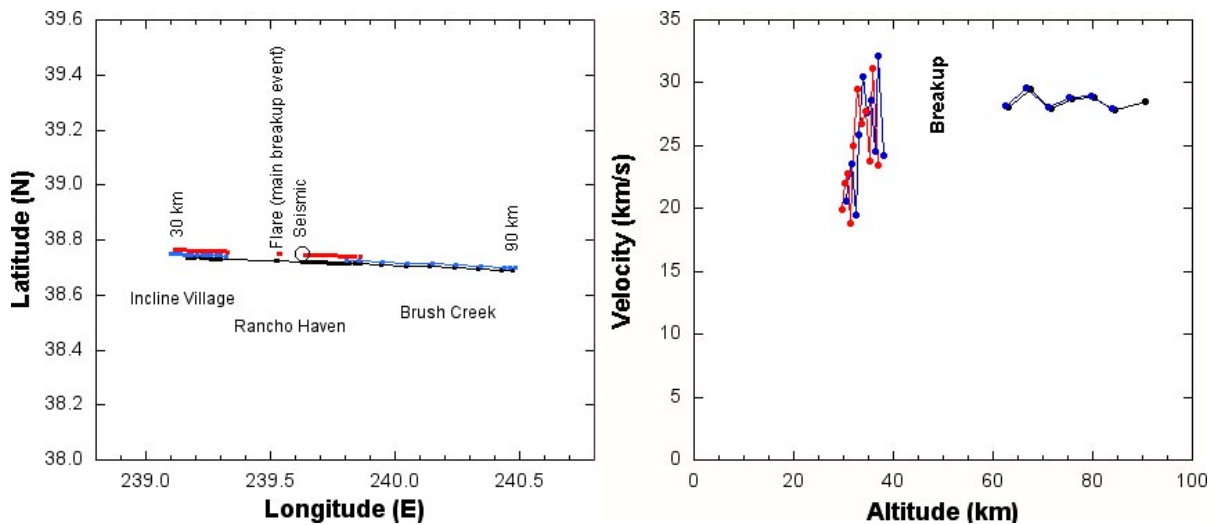 39.6
39.4
39.2
39.0
38.8
38.6
38.4
38.2
38.0
Latitude (N)
30 km
Flare (main breakup event)
Seismic
90 km
Incline Village
Rancho Haven
Brush Creek
239.0
239.5
240.0
240.5
Longitude (E)
35
30
25
20
15
10
5
0
Velocity (km/s)
Breakup
0
20
40
60
80
100
Altitude (km)